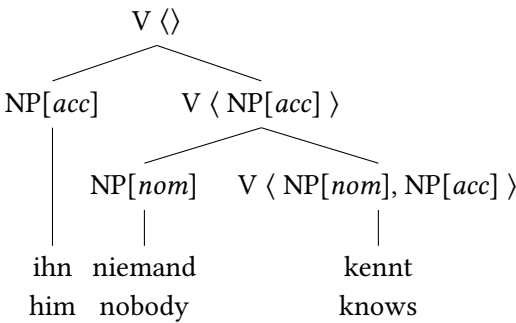 V ⟨⟩
NP[acc] V ⟨ NP[acc] ⟩
NP[nom] V ⟨ NP[nom], NP[acc] ⟩
ihn niemand kennt
him nobody knows